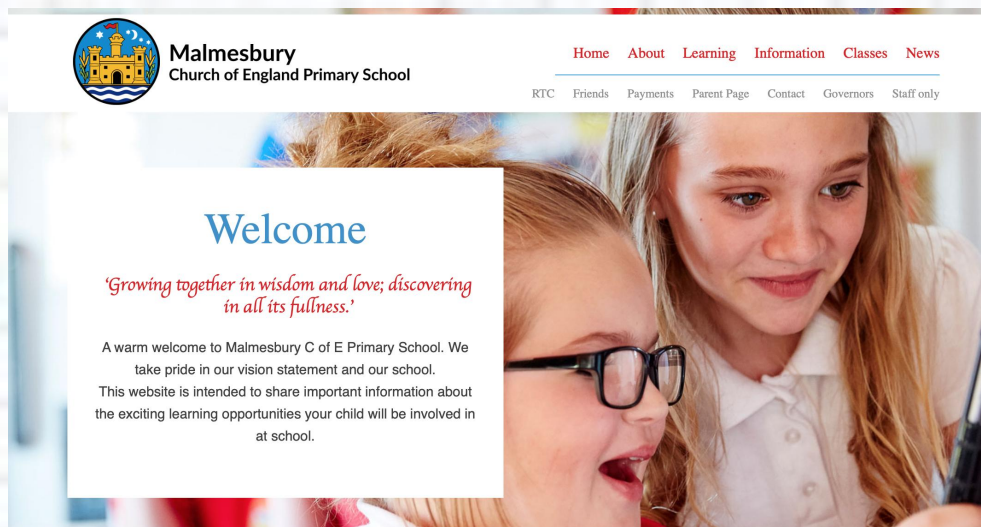 Malmesbury
Church of England Primary School
Home About Learning Information Classes News
RTC Friends Payments Parent Page Contact Governors Staff only
Welcome
‘Growing together in wisdom and love; discovering
in all its fullness.’
A warm welcome to Malmesbury C of E Primary School. We
take pride in our vision statement and our school.
This website is intended to share important information about
the exciting learning opportunities your child will be involved in
at school.